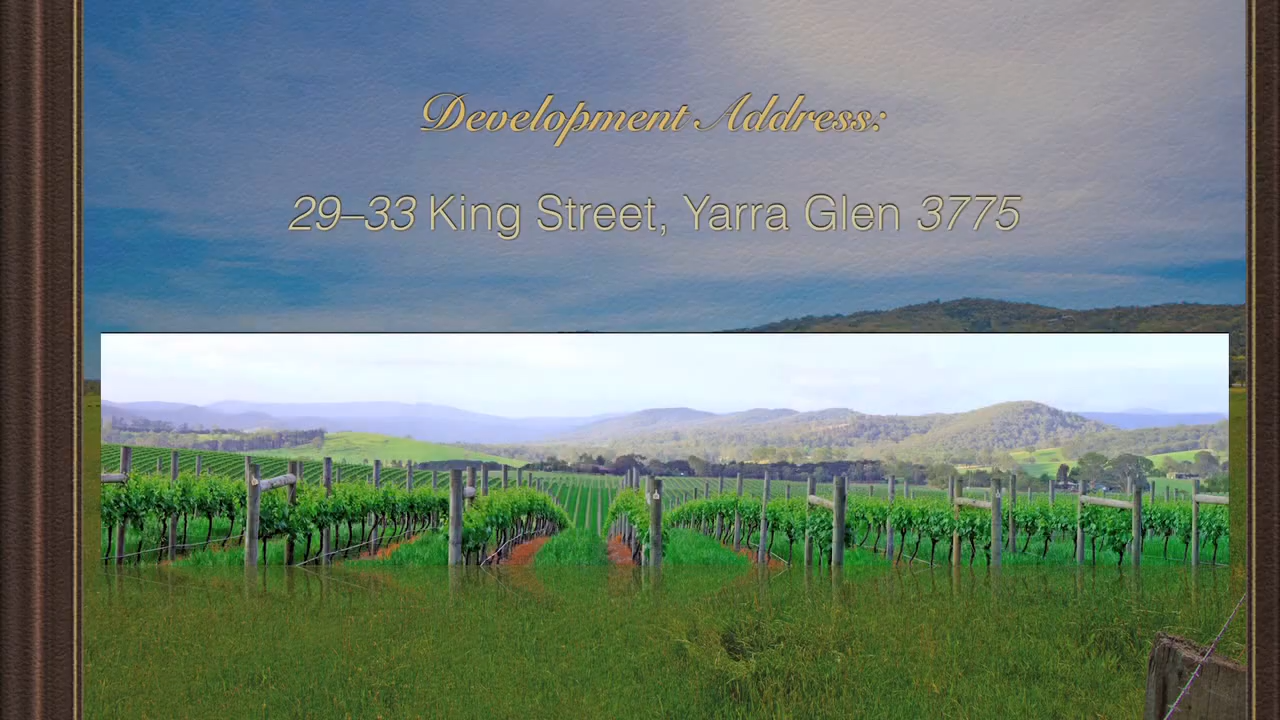 Development Address:
29–33 King Street, Yarra Glen 3775